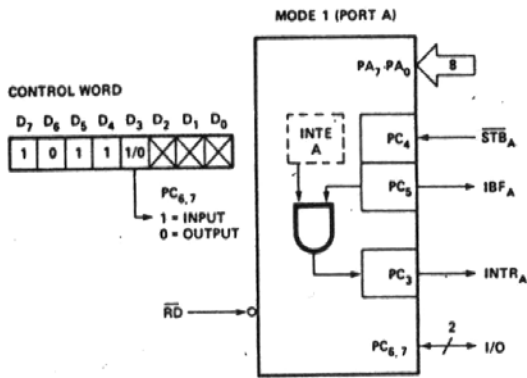 MODE 1 (PORT A)
PA7-PA0
8
CONTROL WORD
D7 D6 D5 D4 D3 D2 D1 D0
1 0 1 1 1/0
PC6, 7
1 = INPUT
0 = OUTPUT
INTE
A
PC4
STBA
PC5
IBFA
PC3
INTRA
RD
PC6, 7
2
I/O